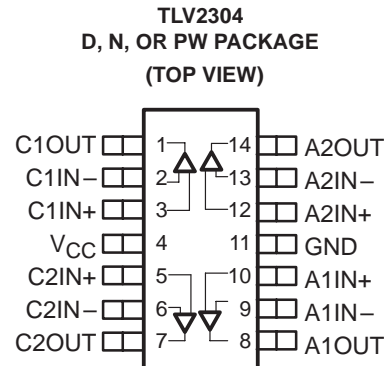 TLV2304
D, N, OR PW PACKAGE
(TOP VIEW)
C1OUT 1 14 A2OUT
C1IN− 2 13 A2IN−
C1IN+ 3 12 A2IN+
VCC 4 11 GND
C2IN+ 5 10 A1IN+
C2IN− 6 9 A1IN−
C2OUT 7 8 A1OUT